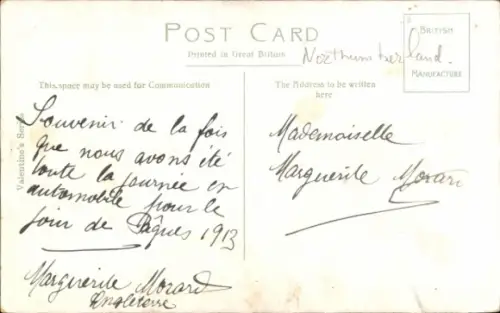 POST CARD
Printed in Great Britain
Northumberland.
BRITISH
MANUFACTURE
This space may be used for Communication
The Address to be written
here
Valentine's Series
Souvenir de la fois
que nous avons été
toute la journée en
automobile pour le
jour de Pâques 1913
Marguerite Morard
Angleterre
Mademoiselle
Marguerite Morard